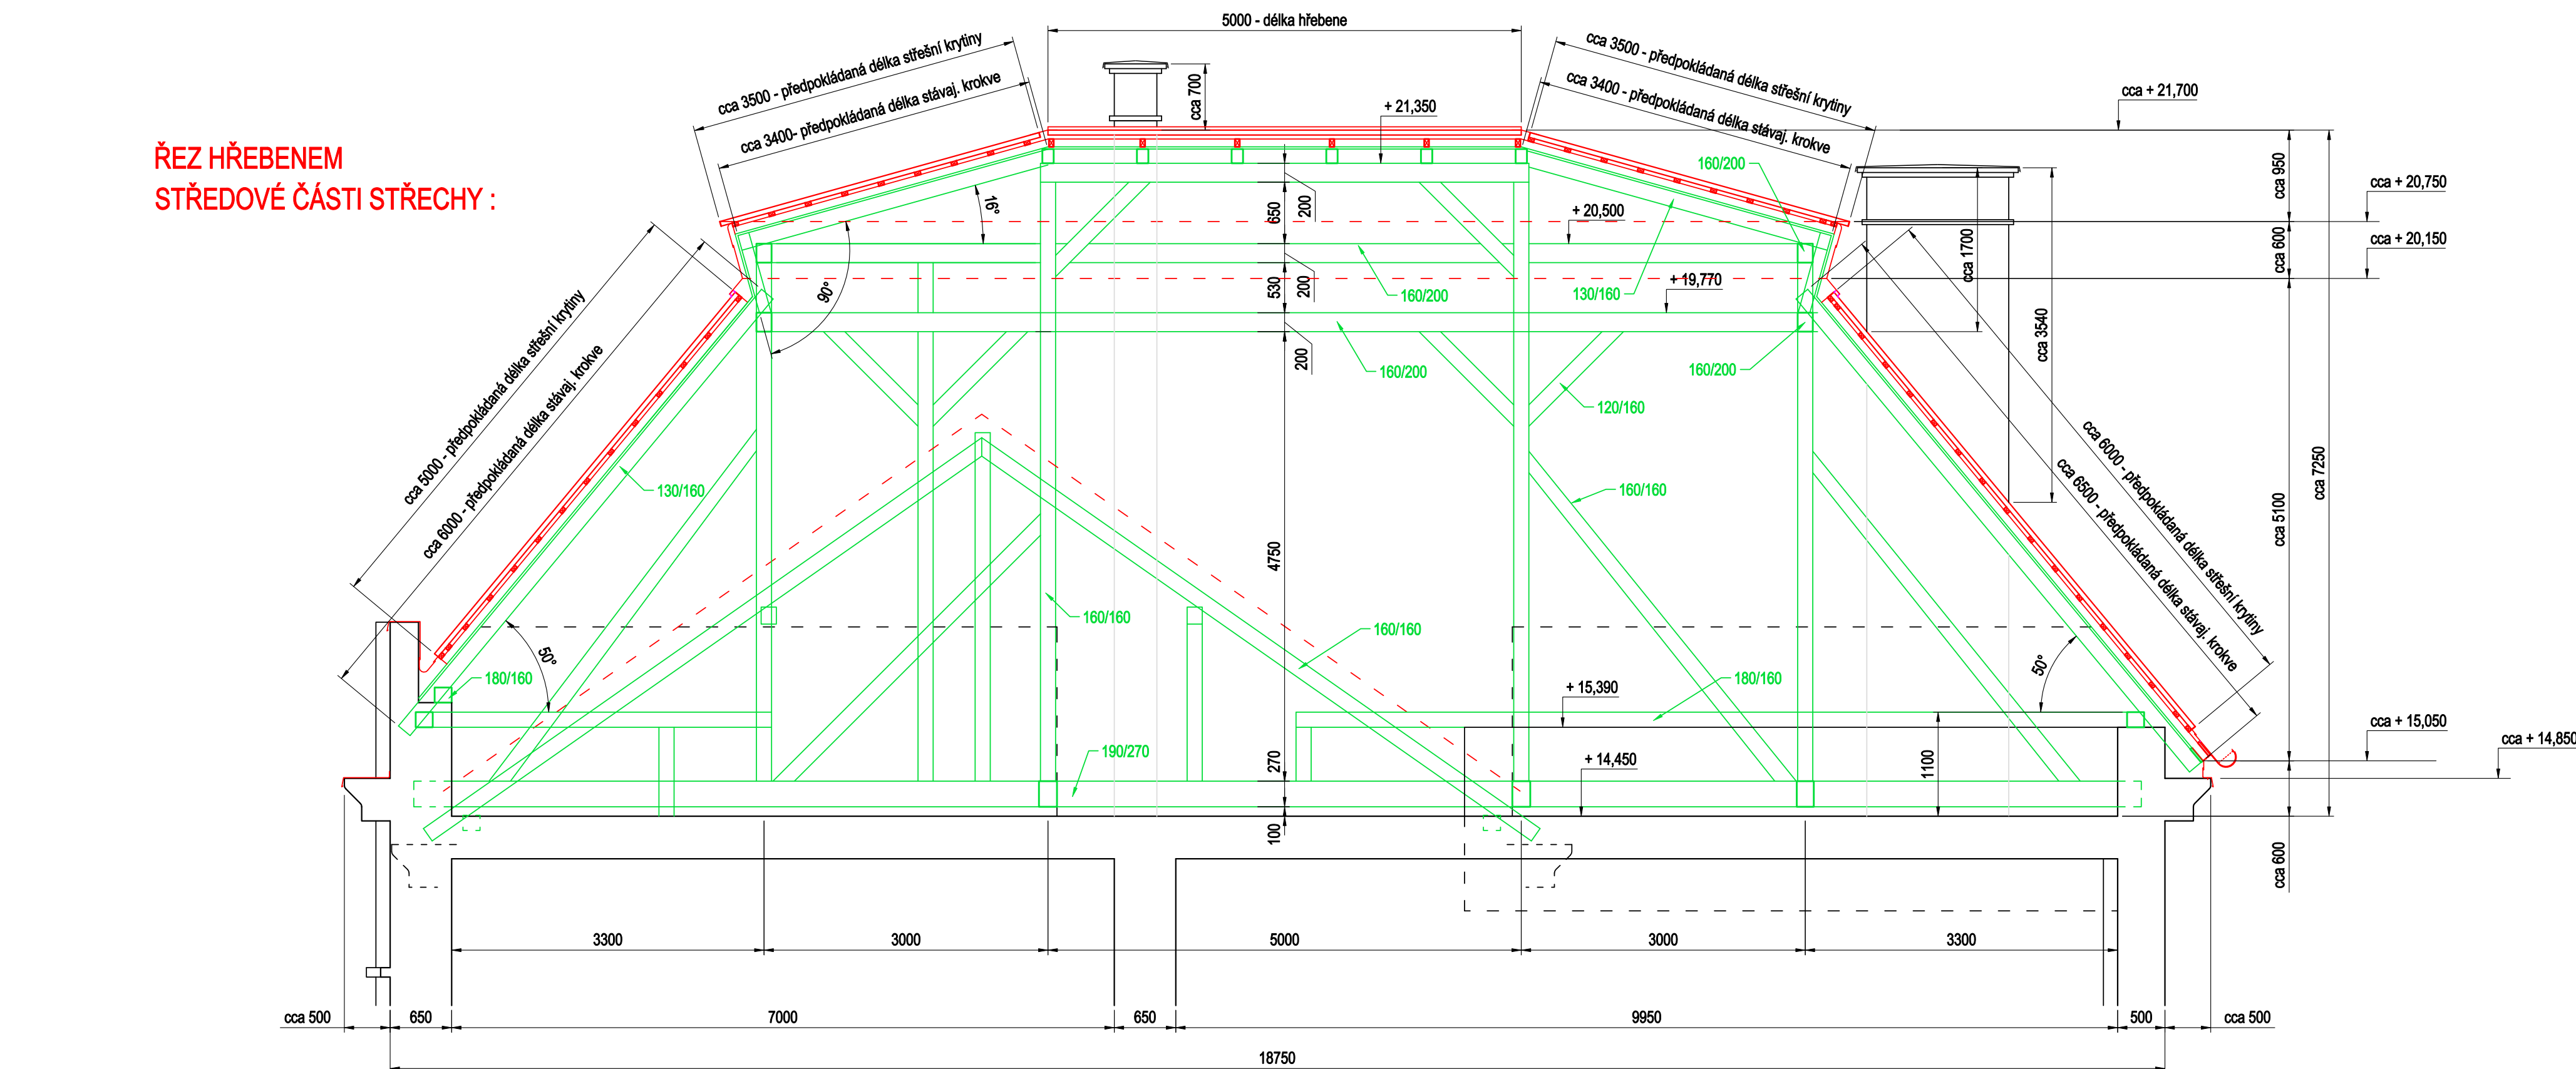 5000 - délka hřebene
cca 3500 - předpokládaná délka střešní krytiny
cca 3400- předpokládaná délka stávaj. krokve
cca 700
cca 3500 - předpokládaná délka střešní krytiny
cca 3400 - předpokládaná délka stávaj. krokve
+ 21,350
cca + 21,700
ŘEZ HŘEBENEM
STŘEDOVÉ ČÁSTI STŘECHY :
160/200
cca 950
cca + 20,750
16°
650
200
+ 20,500
cca 1700
cca 600
cca + 20,150
90°
530
200
160/200
130/160
+ 19,770
cca 3540
200
160/200
160/200
120/160
cca 5000 - předpokládaná délka střešní krytiny
cca 6000 - předpokládaná délka stávaj. krokve
130/160
160/160
cca 6000 - předpokládaná délka střešní krytiny
cca 6500 - předpokládaná délka stávaj. krokve
cca 5100
cca 7250
4750
160/160
160/160
50°
180/160
50°
+ 15,390
180/160
cca + 15,050
cca + 14,850
190/270
270
+ 14,450
1100
100
cca 600
3300
3000
5000
3000
3300
cca 500
650
7000
650
9950
500
cca 500
18750